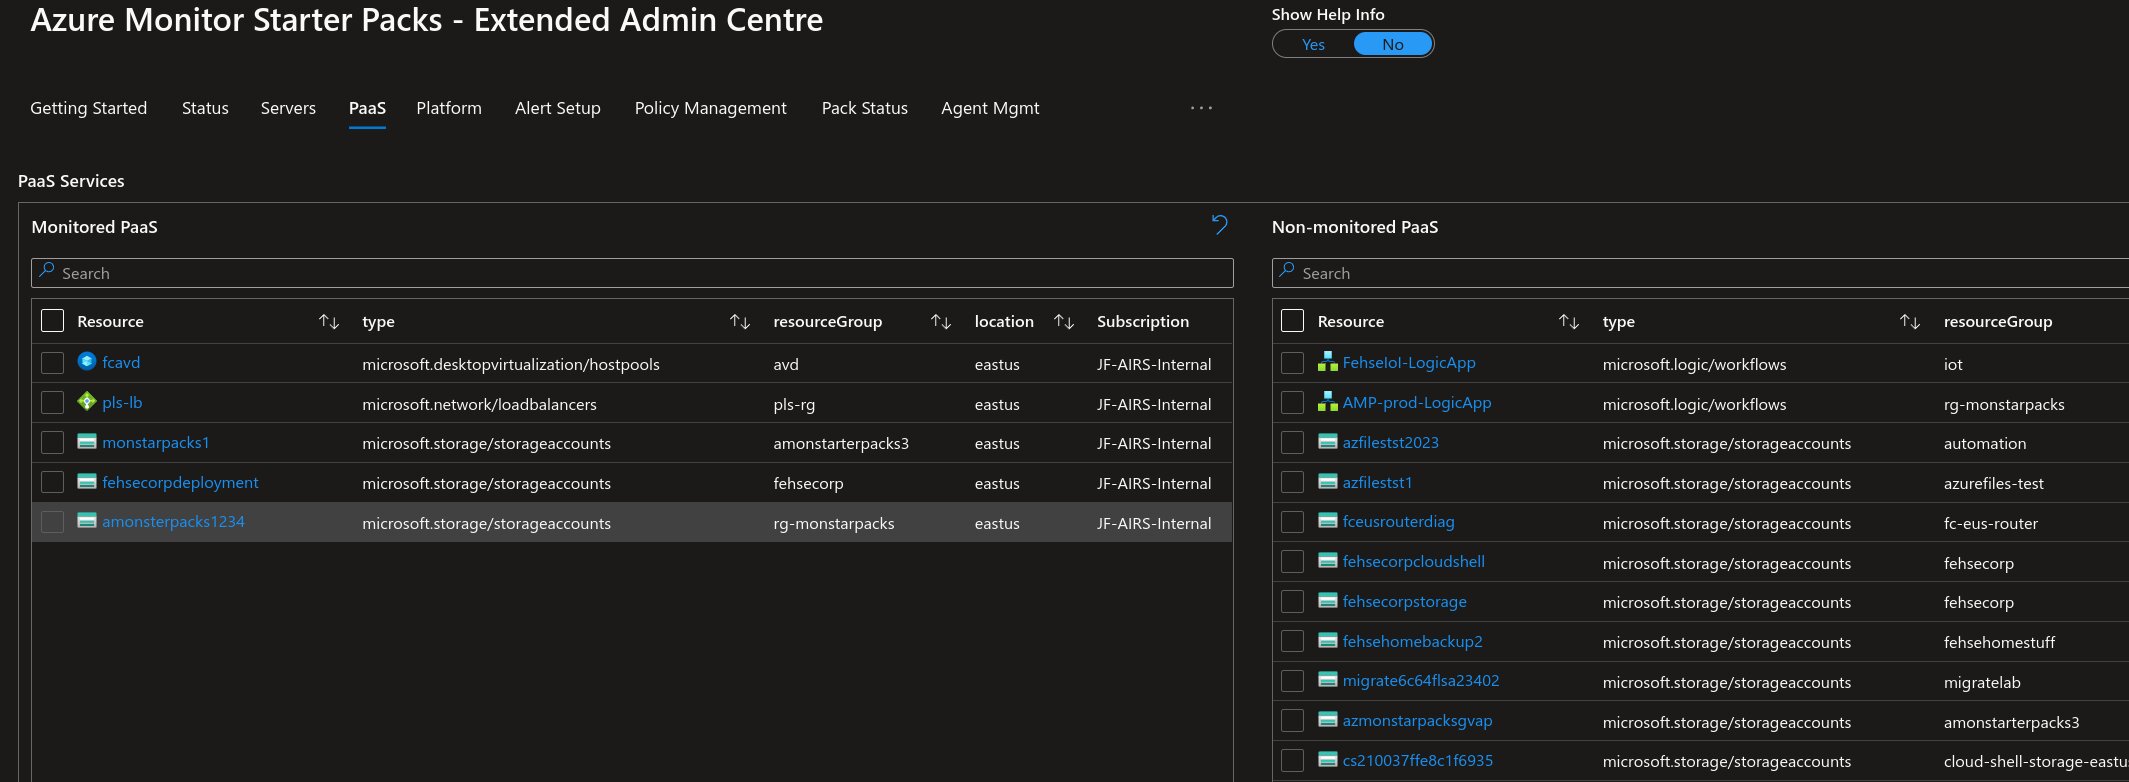 Azure Monitor Starter Packs - Extended Admin Centre
Show Help Info
Yes No
Getting Started Status Servers PaaS Platform Alert Setup Policy Management Pack Status Agent Mgmt ...
PaaS Services
Monitored PaaS
Search
Resource type resourceGroup location Subscription
fcavd microsoft.desktopvirtualization/hostpools avd eastus JF-AIRS-Internal
pls-lb microsoft.network/loadbalancers pls-rg eastus JF-AIRS-Internal
monstarpacks1 microsoft.storage/storageaccounts amonstarterpacks3 eastus JF-AIRS-Internal
fehsecorpdeployment microsoft.storage/storageaccounts fehsecorp eastus JF-AIRS-Internal
amonsterpacks1234 microsoft.storage/storageaccounts rg-monstarpacks eastus JF-AIRS-Internal
Non-monitored PaaS
Search
Resource type resourceGroup
FehseIoI-LogicApp microsoft.logic/workflows iot
AMP-prod-LogicApp microsoft.logic/workflows rg-monstarpacks
azfilestst2023 microsoft.storage/storageaccounts automation
azfilestst1 microsoft.storage/storageaccounts azurefiles-test
fceusrouterdiag microsoft.storage/storageaccounts fc-eus-router
fehsecorpcloudshell microsoft.storage/storageaccounts fehsecorp
fehsecorpstorage microsoft.storage/storageaccounts fehsecorp
fehsehomebackup2 microsoft.storage/storageaccounts fehsehomestuff
migrate6c64flsa23402 microsoft.storage/storageaccounts migratelab
azmonstarpacksgvap microsoft.storage/storageaccounts amonstarterpacks3
cs210037ffe8c1f6935 microsoft.storage/storageaccounts cloud-shell-storage-eastus